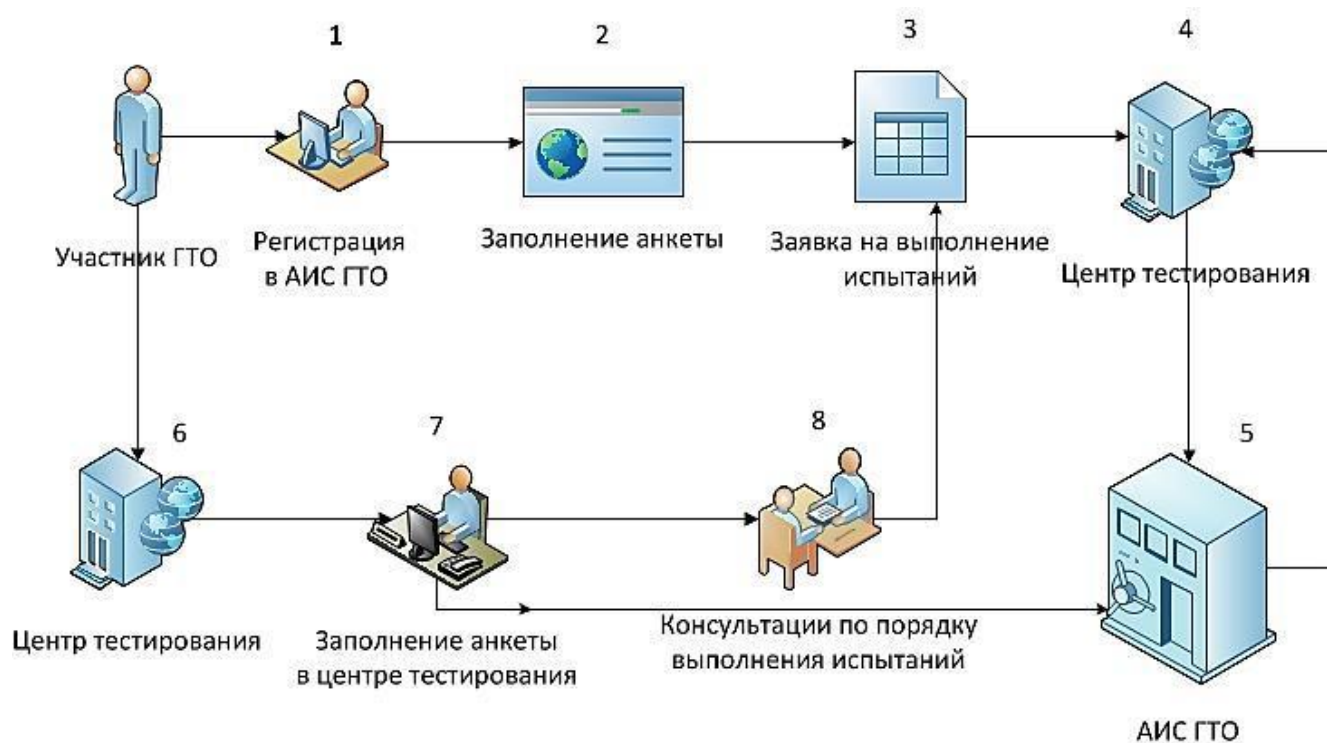 1
2
3
4
Участник ГТО
Регистрация
в АИС ГТО
Заполнение анкеты
Заявка на выполнение
испытаний
Центр тестирования
6
7
8
5
Центр тестирования
Заполнение анкеты
в центре тестирования
Консультации по порядку
выполнения испытаний
АИС ГТО